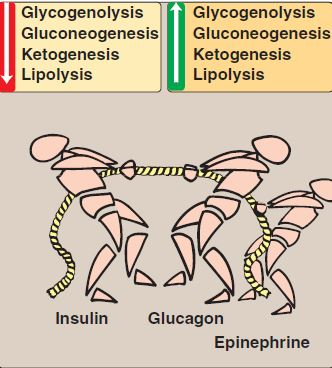 Glycogenolysis
Gluconeogenesis
Ketogenesis
Lipolysis
Glycogenolysis
Gluconeogenesis
Ketogenesis
Lipolysis
Insulin
Glucagon
Epinephrine